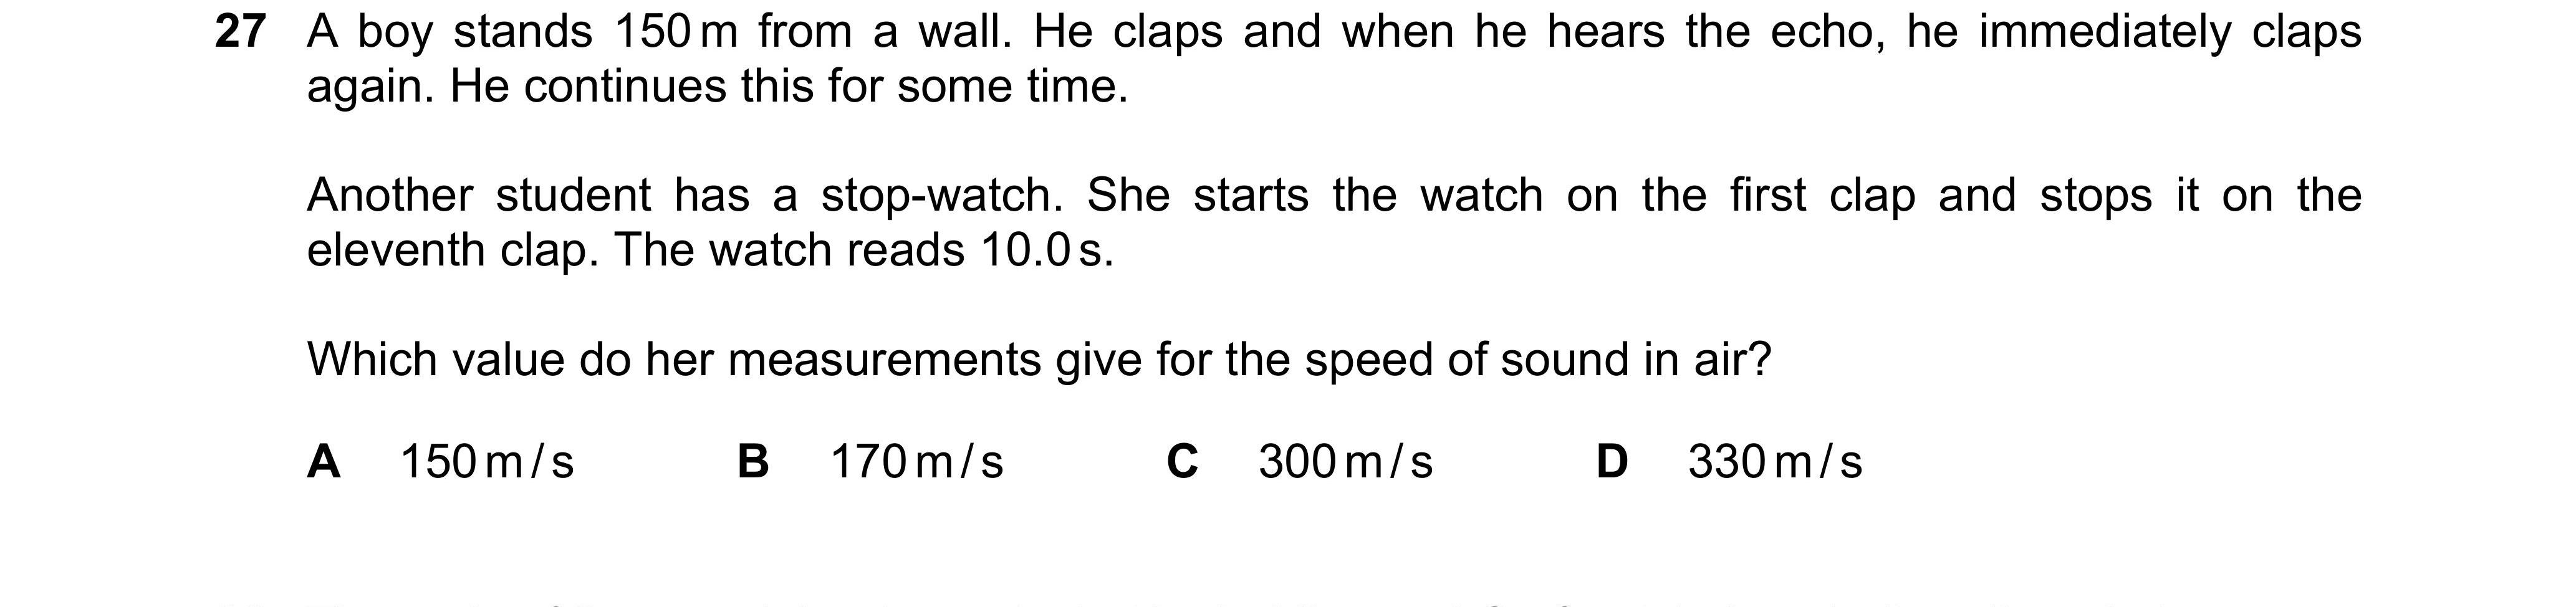 27 A boy stands 150 m from a wall. He claps and when he hears the echo, he immediately claps
again. He continues this for some time.
Another student has a stop-watch. She starts the watch on the first clap and stops it on the
eleventh clap. The watch reads 10.0 s.
Which value do her measurements give for the speed of sound in air?
A 150 m / s B 170 m / s C 300 m / s D 330 m / s